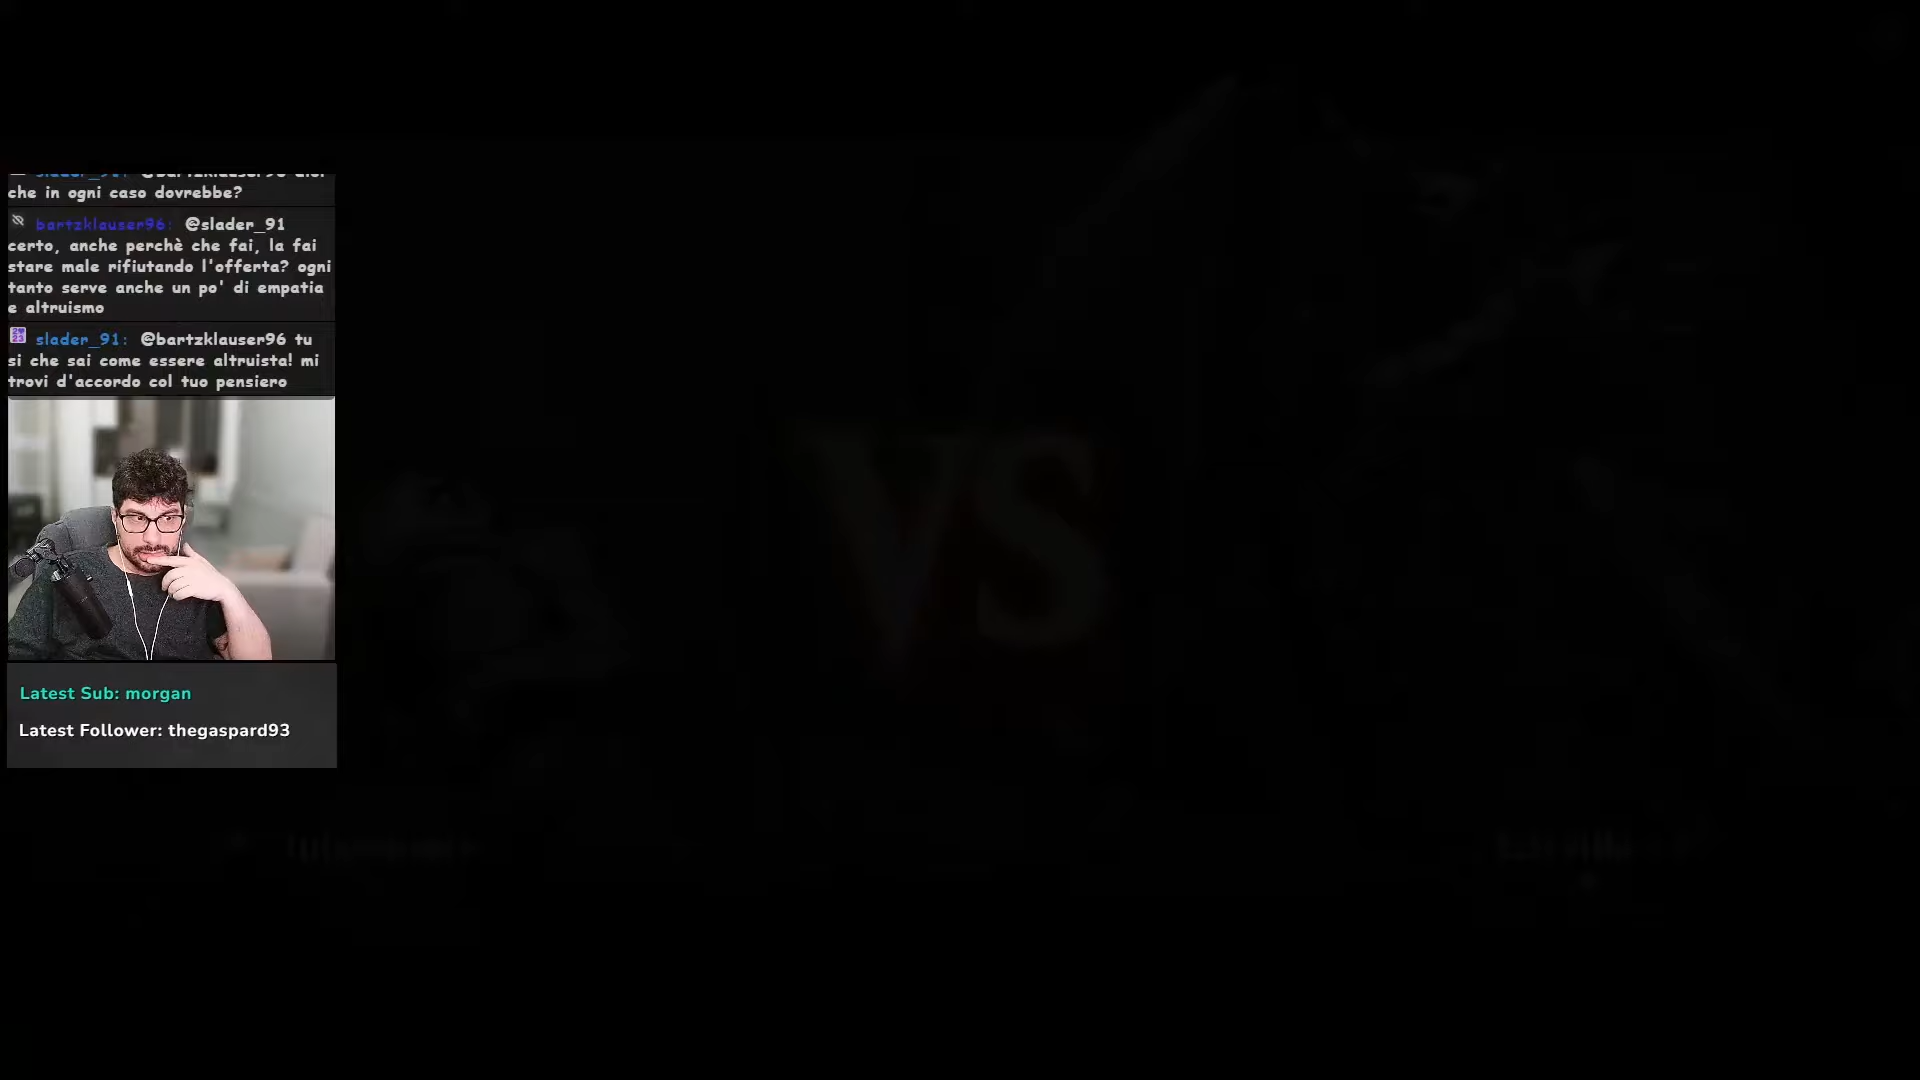 che in ogni caso dovrebbe?
bartzklauser96: @slader_91
certo, anche perchè che fai, la fai
stare male rifiutando l'offerta? ogni
tanto serve anche un po' di empatia
e altruismo
slader_91: @bartzklauser96 tu
si che sai come essere altruista! mi
trovi d'accordo col tuo pensiero
VS
Latest Sub: morgan
Latest Follower: thegaspard93